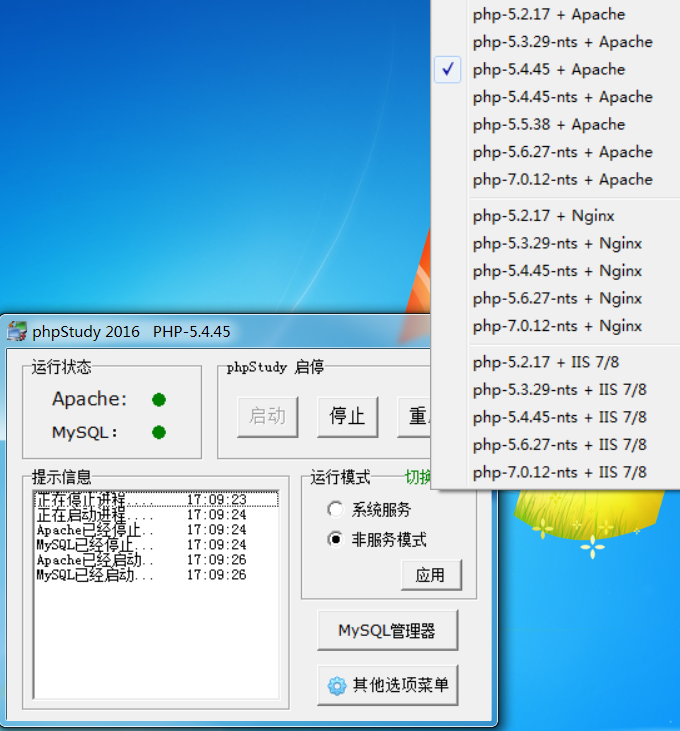 php-5.2.17 + Apache
php-5.3.29-nts + Apache
php-5.4.45 + Apache
php-5.4.45-nts + Apache
php-5.5.38 + Apache
php-5.6.27-nts + Apache
php-7.0.12-nts + Apache
php-5.2.17 + Nginx
php-5.3.29-nts + Nginx
php-5.4.45-nts + Nginx
php-5.6.27-nts + Nginx
php-7.0.12-nts + Nginx
php-5.2.17 + IIS 7/8
php-5.3.29-nts + IIS 7/8
php-5.4.45-nts + IIS 7/8
php-5.6.27-nts + IIS 7/8
php-7.0.12-nts + IIS 7/8
phpStudy 2016 PHP-5.4.45
运行状态
Apache:
MySQL:
phpStudy 启停
启动
停止
重
提示信息
正在停止进程.... 17:09:23
正在启动进程.... 17:09:24
Apache已经停止.. 17:09:24
MySQL已经停止... 17:09:24
Apache已经启动.. 17:09:26
MySQL已经启动... 17:09:26
运行模式 切换
系统服务
非服务模式
应用
MySQL管理器
其他选项菜单